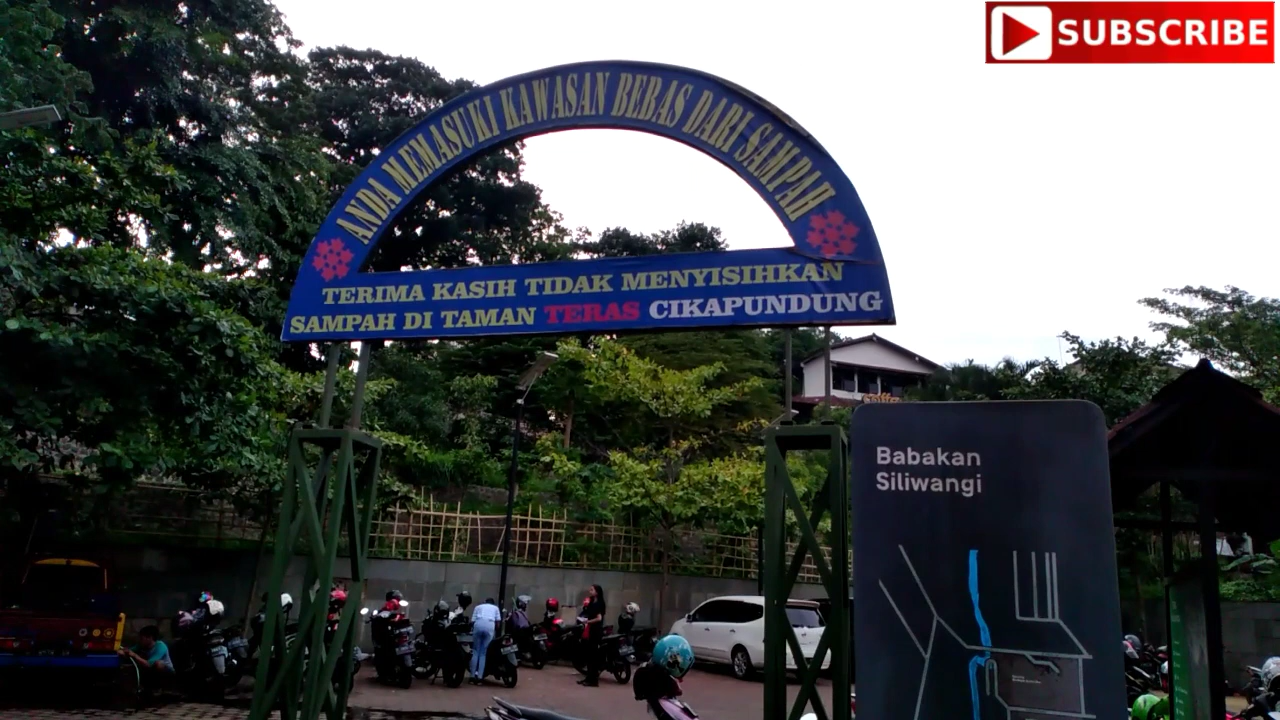 SUBSCRIBE
ANDA MEMASUKI KAWASAN BEBAS DARI SAMPAH
TERIMA KASIH TIDAK MENYISIHKAN
SAMPAH DI TAMAN TERAS CIKAPUNDUNG
Babakan
Siliwangi